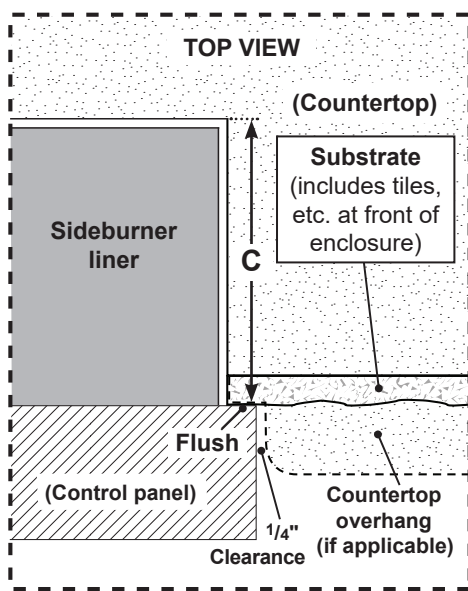 TOP VIEW
(Countertop)
Substrate
(includes tiles,
etc. at front of
enclosure)
Sideburner
liner
C
Flush
(Control panel)
1/4"
Clearance
Countertop
overhang
(if applicable)